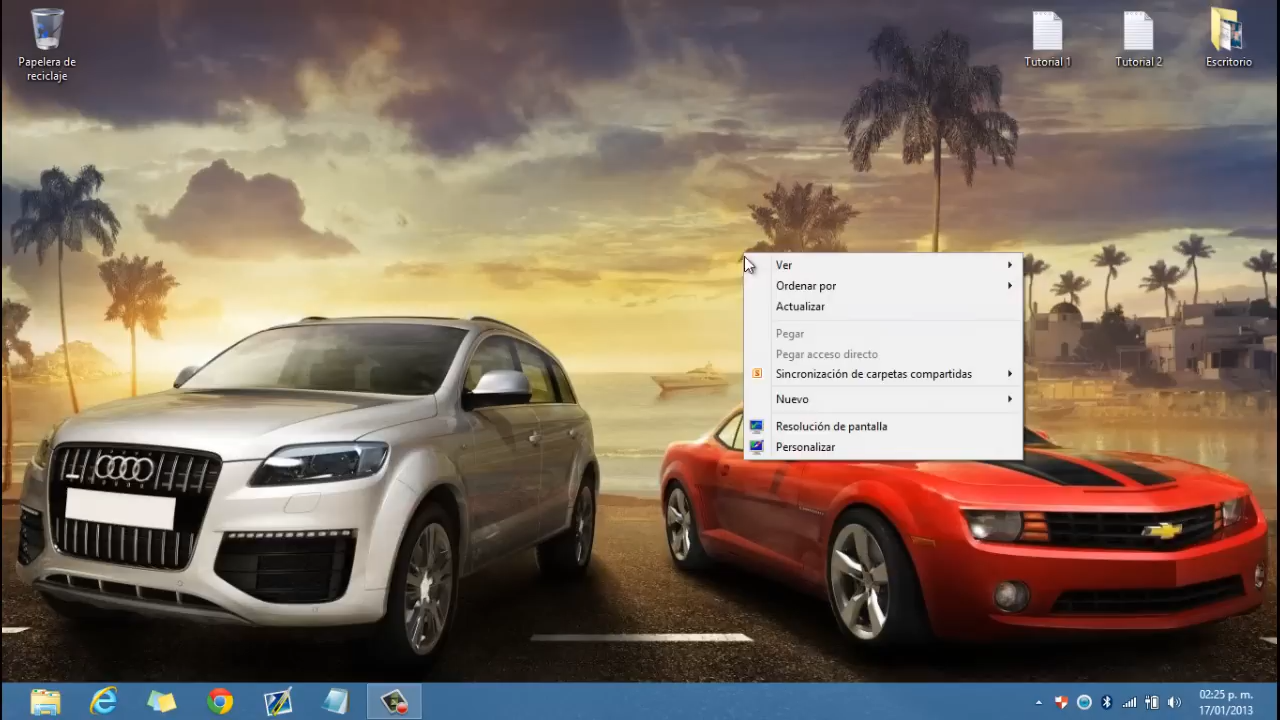 Papelera de
reciclaje
Tutorial 1
Tutorial 2
Escritorio
Ver
Ordenar por
Actualizar
Pegar
Pegar acceso directo
S
Sincronización de carpetas compartidas
Nuevo
Resolución de pantalla
Personalizar
02:25 p. m.
17/01/2013